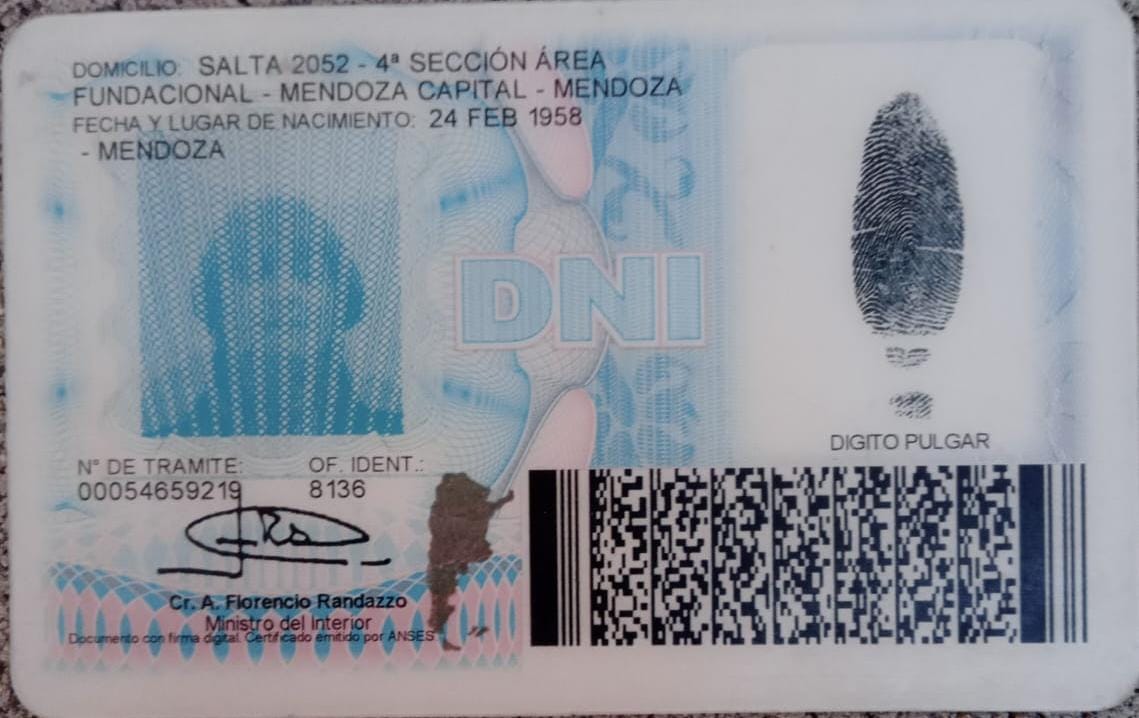 DOMICILIO: SALTA 2052 - 4ª SECCIÓN ÁREA
FUNDACIONAL - MENDOZA CAPITAL - MENDOZA
FECHA Y LUGAR DE NACIMIENTO: 24 FEB 1958
- MENDOZA
DNI
DIGITO PULGAR
N° DE TRAMITE: OF. IDENT.:
00054659219 8136
Cr. A. Florencio Randazzo
Ministro del Interior
Documento con firma digital. Certificado emitido por ANSES